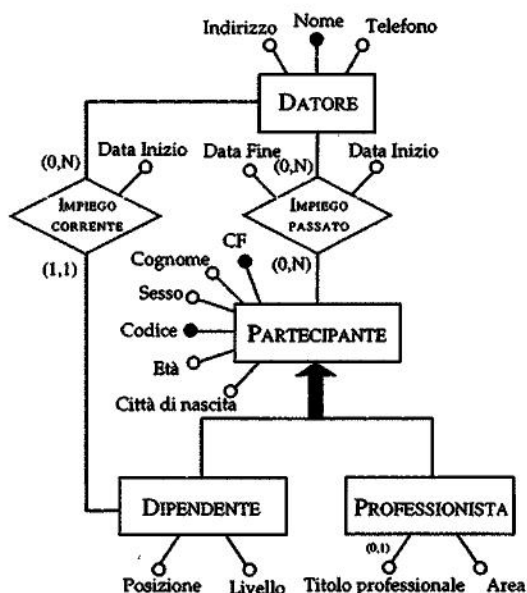 Nome
Indirizzo Telefono
DATORE
(0,N) Data Inizio Data Fine (0,N) Data Inizio
IMPIEGO CORRENTE
IMPIEGO PASSATO
(1,1) (0,N)
CF
Cognome
Sesso
Codice PARTECIPANTE
Età
Città di nascita
DIPENDENTE PROFESSIONISTA
(0,1)
Posizione Livello Titolo professionale Area